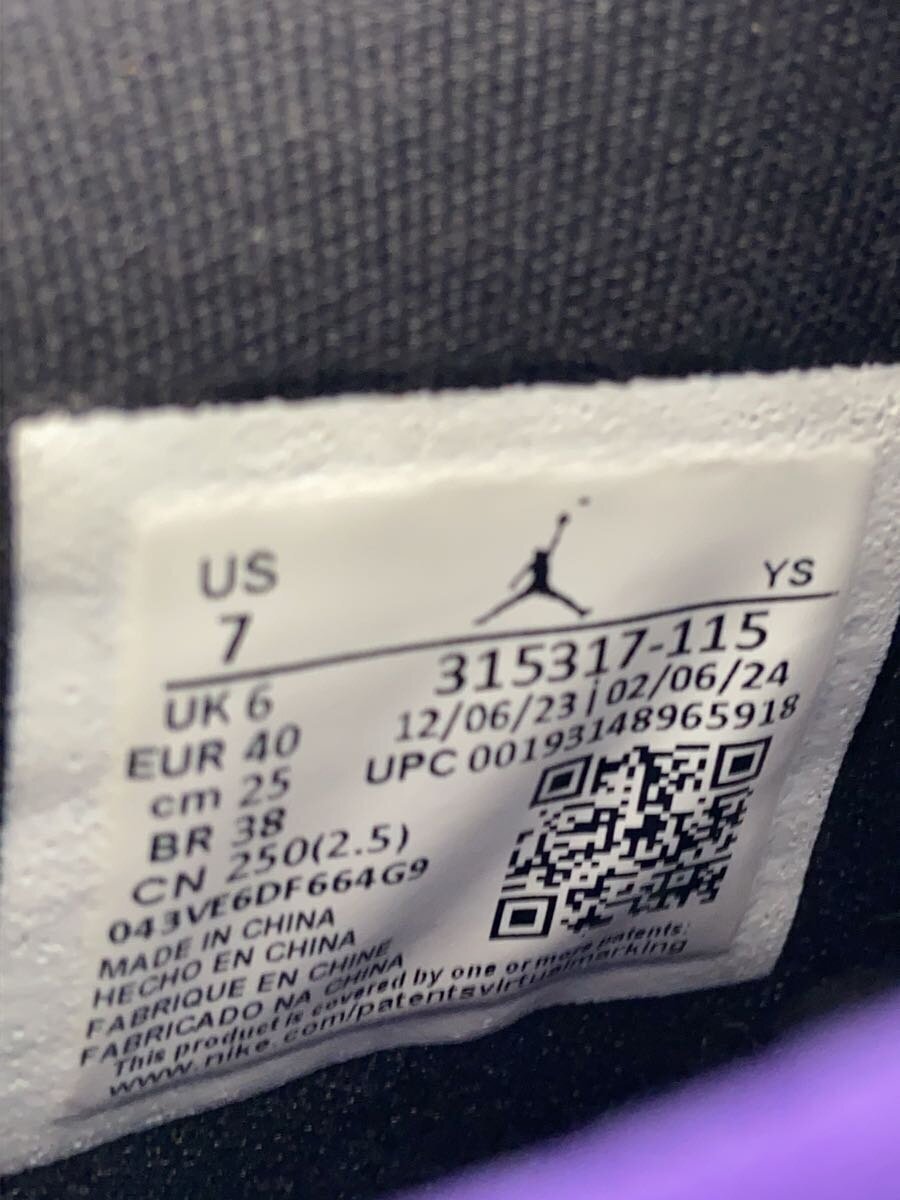 US
7
YS
UK 6
EUR 40
cm 25
BR 38
CN 250(2.5)
315317-115
12/06/23 | 02/06/24
UPC 00193148965918
043VE6DF664G9
MADE IN CHINA
HECHO EN CHINA
FABRIQUE EN CHINE
FABRICADO NA CHINA
This product is covered by one or more patents:
www.nike.com/patentsvirtualmarking